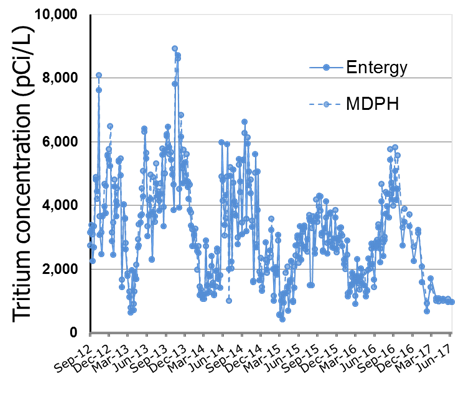 Tritium concentration (pCi/L)
10,000
8,000
6,000
4,000
2,000
0
Entergy
MDPH
Sep-12
Dec-12
Mar-13
Jun-13
Sep-13
Dec-13
Mar-14
Jun-14
Sep-14
Dec-14
Mar-15
Jun-15
Sep-15
Dec-15
Mar-16
Jun-16
Sep-16
Dec-16
Mar-17
Jun-17